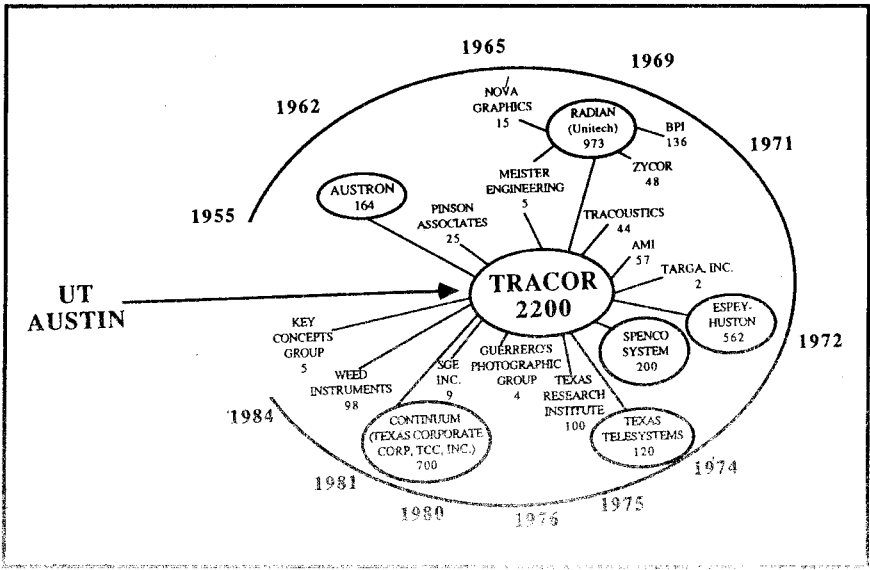 1965
1969
1962
NOVA
GRAPHICS
15
RADIAN
(Unitech)
973
BPI
136
1971
ZYCOR
48
MEISTER
ENGINEERING
5
AUSTRON
164
1955
PINSON
ASSOCIATES
25
TRACOUSTICS
44
AMI
57
TARGA, INC.
2
TRACOR
2200
UT
AUSTIN
ESPEY-
HUSTON
562
1972
KEY
CONCEPTS
GROUP
5
SPENCO
SYSTEM
200
WEED
INSTRUMENTS
98
SGE
INC.
9
GUERRERO'S
PHOTOGRAPHIC
GROUP
4
TEXAS
RESEARCH
INSTITUTE
100
1984
CONTINUUM
(TEXAS CORPORATE
CORP, TCC, INC.)
700
TEXAS
TELESYSTEMS
120
1974
1981
1980
1976
1975